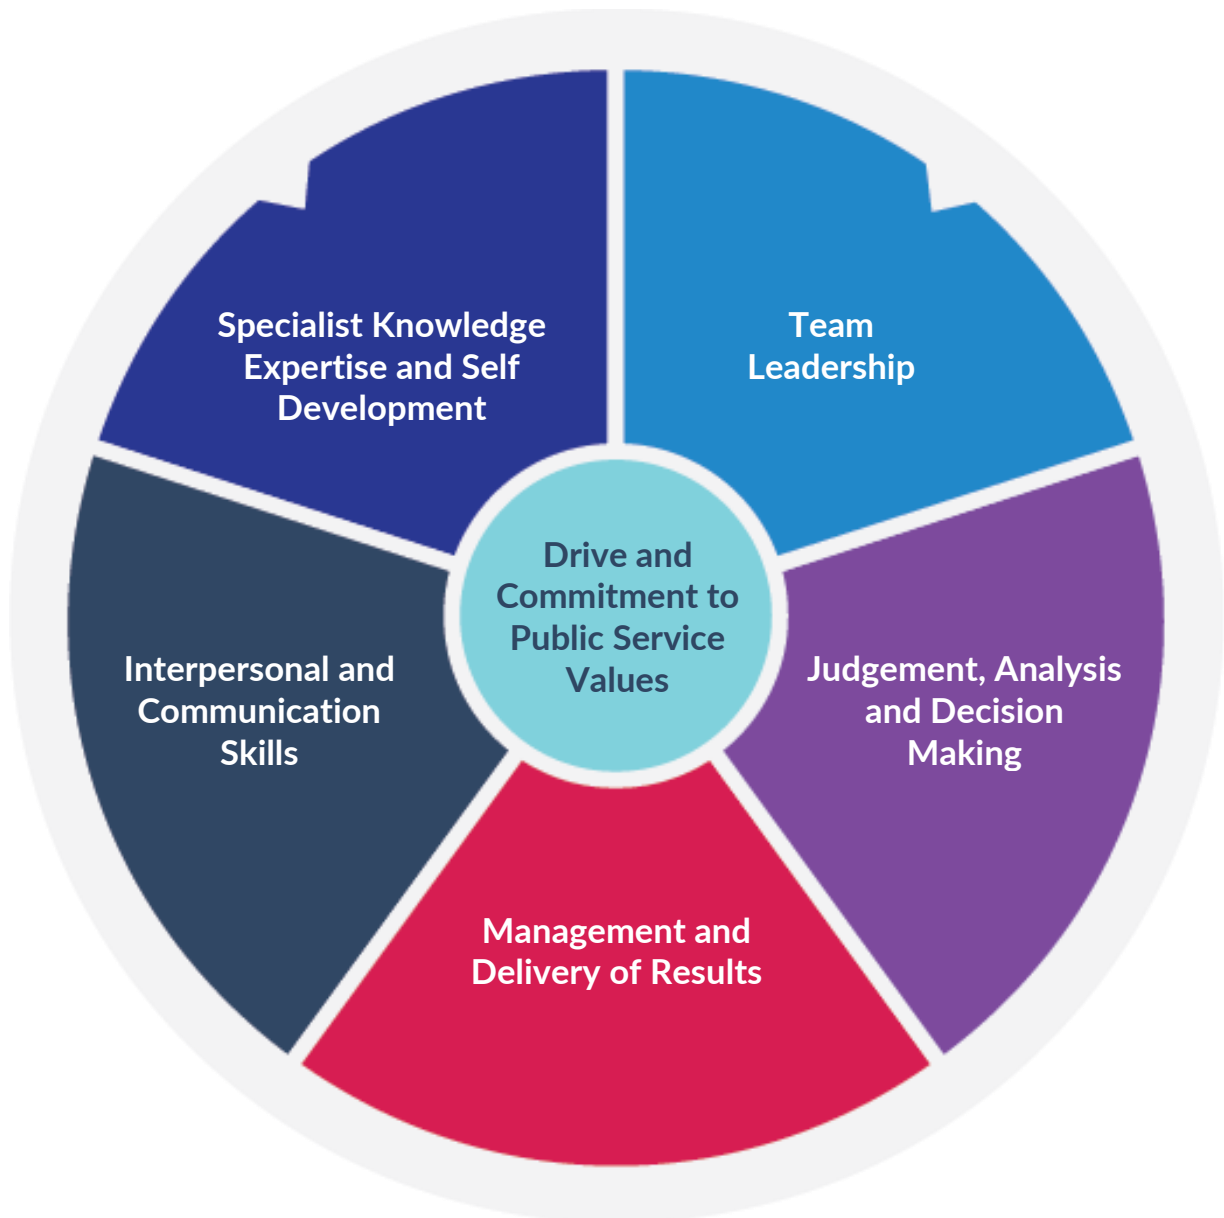 Specialist Knowledge
Expertise and Self
Development
Team
Leadership
Drive and
Commitment to
Public Service
Values
Interpersonal and
Communication
Skills
Judgement, Analysis
and Decision
Making
Management and
Delivery of Results